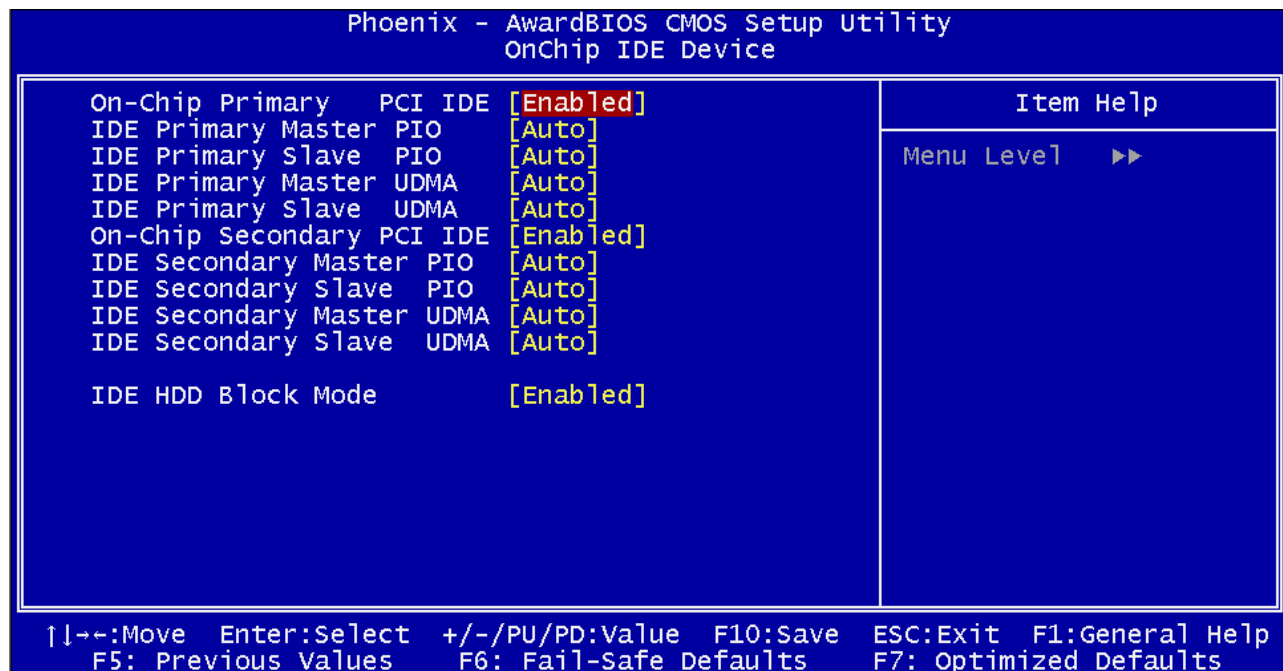 Phoenix - AwardBIOS CMOS Setup Utility
OnChip IDE Device
On-Chip Primary PCI IDE [Enabled]
IDE Primary Master PIO [Auto]
IDE Primary Slave PIO [Auto]
IDE Primary Master UDMA [Auto]
IDE Primary Slave UDMA [Auto]
On-Chip Secondary PCI IDE [Enabled]
IDE Secondary Master PIO [Auto]
IDE Secondary Slave PIO [Auto]
IDE Secondary Master UDMA [Auto]
IDE Secondary Slave UDMA [Auto]
IDE HDD Block Mode [Enabled]
Item Help
Menu Level ▶▶
↑↓→←:Move Enter:Select +/-/PU/PD:Value F10:Save ESC:Exit F1:General Help
F5: Previous Values F6: Fail-Safe Defaults F7: Optimized Defaults